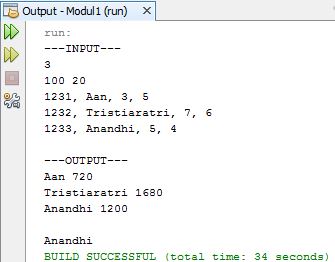 Output - Modul1 (run)
run:
---INPUT---
3
100 20
1231, Aan, 3, 5
1232, Tristiaratri, 7, 6
1233, Anandhi, 5, 4
---OUTPUT---
Aan 720
Tristiaratri 1680
Anandhi 1200
Anandhi
BUILD SUCCESSFUL (total time: 34 seconds)